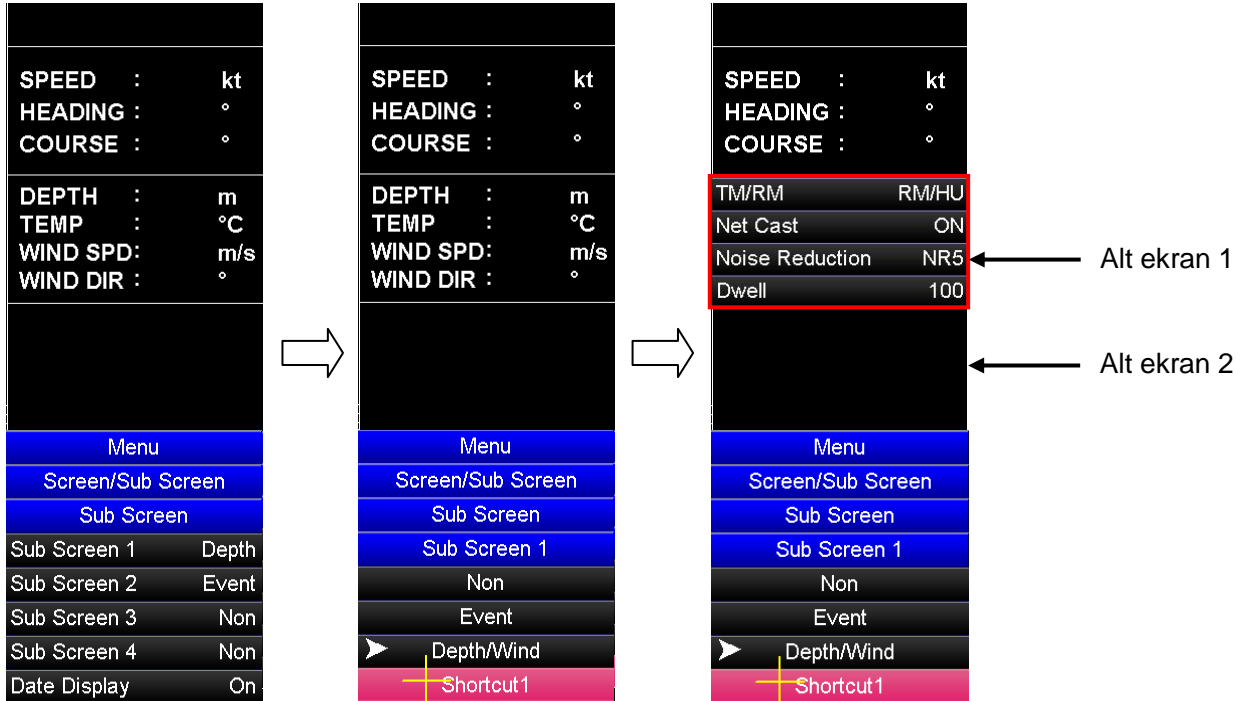 SPEED : kt
HEADING : °
COURSE : °
DEPTH : m
TEMP : °C
WIND SPD: m/s
WIND DIR : °
Menu
Screen/Sub Screen
Sub Screen
Sub Screen 1 Depth
Sub Screen 2 Event
Sub Screen 3 Non
Sub Screen 4 Non
Date Display On
SPEED : kt
HEADING : °
COURSE : °
DEPTH : m
TEMP : °C
WIND SPD: m/s
WIND DIR : °
Menu
Screen/Sub Screen
Sub Screen
Sub Screen 1
Non
Event
Depth/Wind
Shortcut1
SPEED : kt
HEADING : °
COURSE : °
TM/RM RM/HU
Net Cast ON
Noise Reduction NR5
Dwell 100
Menu
Screen/Sub Screen
Sub Screen
Sub Screen 1
Non
Event
Depth/Wind
Shortcut1
Alt ekran 1
Alt ekran 2